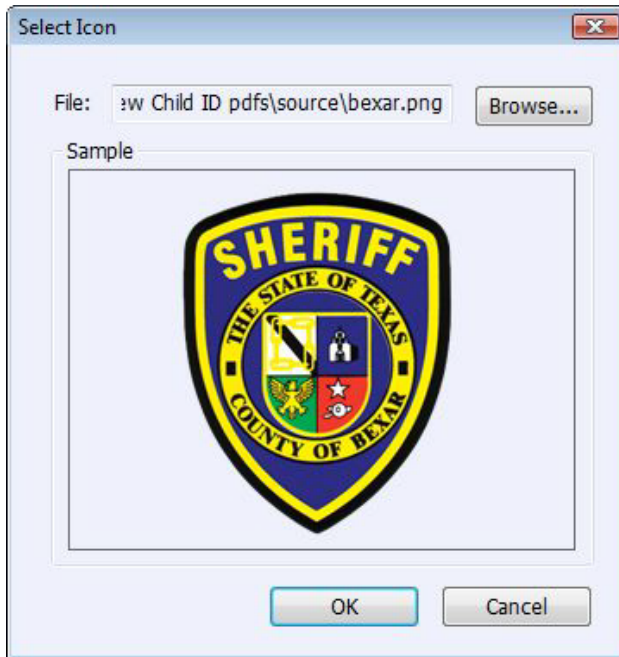 Select Icon
File: ew Child ID pdfs\source\bexar.png Browse...
Sample
SHERIFF
THE STATE OF TEXAS
COUNTY OF BEXAR
OK Cancel